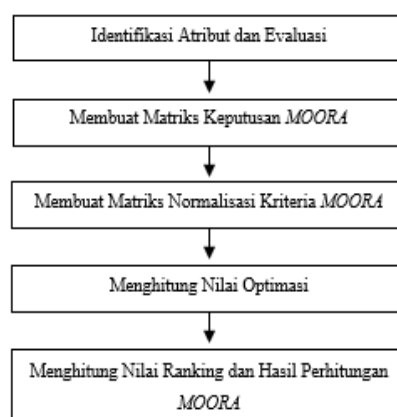 Identifikasi Atribut dan Evaluasi
Membuat Matriks Keputusan MOORA
Membuat Matriks Normalisasi Kriteria MOORA
Menghitung Nilai Optimasi
Menghitung Nilai Ranking dan Hasil Perhitungan
MOORA